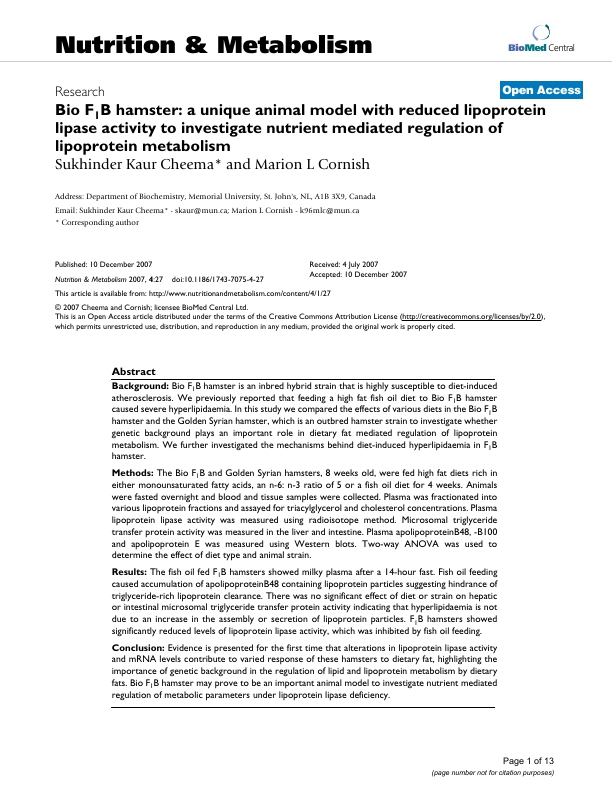 Nutrition & Metabolism
BioMed Central
Research
Open Access
Bio F1B hamster: a unique animal model with reduced lipoprotein
lipase activity to investigate nutrient mediated regulation of
lipoprotein metabolism
Sukhinder Kaur Cheema* and Marion L Cornish
Address: Department of Biochemistry, Memorial University, St. John's, NL, A1B 3X9, Canada
Email: Sukhinder Kaur Cheema* - skaur@mun.ca; Marion L Cornish - k96mlc@mun.ca
* Corresponding author
Published: 10 December 2007
Nutrition & Metabolism 2007, 4:27 doi:10.1186/1743-7075-4-27
Received: 4 July 2007
Accepted: 10 December 2007
This article is available from: http://www.nutritionandmetabolism.com/content/4/1/27
© 2007 Cheema and Cornish; licensee BioMed Central Ltd.
This is an Open Access article distributed under the terms of the Creative Commons Attribution License (http://creativecommons.org/licenses/by/2.0),
which permits unrestricted use, distribution, and reproduction in any medium, provided the original work is properly cited.
Abstract
Background: Bio F1B hamster is an inbred hybrid strain that is highly susceptible to diet-induced
atherosclerosis. We previously reported that feeding a high fat fish oil diet to Bio F1B hamster
caused severe hyperlipidaemia. In this study we compared the effects of various diets in the Bio F1B
hamster and the Golden Syrian hamster, which is an outbred hamster strain to investigate whether
genetic background plays an important role in dietary fat mediated regulation of lipoprotein
metabolism. We further investigated the mechanisms behind diet-induced hyperlipidaemia in F1B
hamster.
Methods: The Bio F1B and Golden Syrian hamsters, 8 weeks old, were fed high fat diets rich in
either monounsaturated fatty acids, an n-6: n-3 ratio of 5 or a fish oil diet for 4 weeks. Animals
were fasted overnight and blood and tissue samples were collected. Plasma was fractionated into
various lipoprotein fractions and assayed for triacylglycerol and cholesterol concentrations. Plasma
lipoprotein lipase activity was measured using radioisotope method. Microsomal triglyceride
transfer protein activity was measured in the liver and intestine. Plasma apolipoproteinB48, -B100
and apolipoprotein E was measured using Western blots. Two-way ANOVA was used to
determine the effect of diet type and animal strain.
Results: The fish oil fed F1B hamsters showed milky plasma after a 14-hour fast. Fish oil feeding
caused accumulation of apolipoproteinB48 containing lipoprotein particles suggesting hindrance of
triglyceride-rich lipoprotein clearance. There was no significant effect of diet or strain on hepatic
or intestinal microsomal triglyceride transfer protein activity indicating that hyperlipidaemia is not
due to an increase in the assembly or secretion of lipoprotein particles. F1B hamsters showed
significantly reduced levels of lipoprotein lipase activity, which was inhibited by fish oil feeding.
Conclusion: Evidence is presented for the first time that alterations in lipoprotein lipase activity
and mRNA levels contribute to varied response of these hamsters to dietary fat, highlighting the
importance of genetic background in the regulation of lipid and lipoprotein metabolism by dietary
fats. Bio F1B hamster may prove to be an important animal model to investigate nutrient mediated
regulation of metabolic parameters under lipoprotein lipase deficiency.
Page 1 of 13
(page number not for citation purposes)